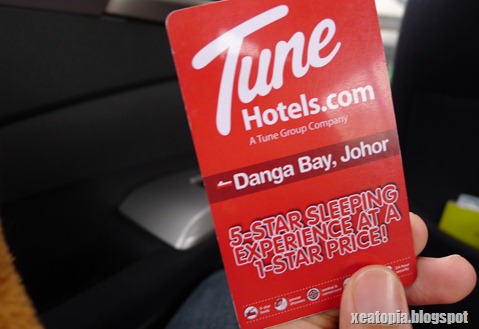 Tune
Hotels.com
A Tune Group Company
Danga Bay, Johor
5-STAR SLEEPING
EXPERIENCE AT A
1-STAR PRICE!
xeatopia.blogspot